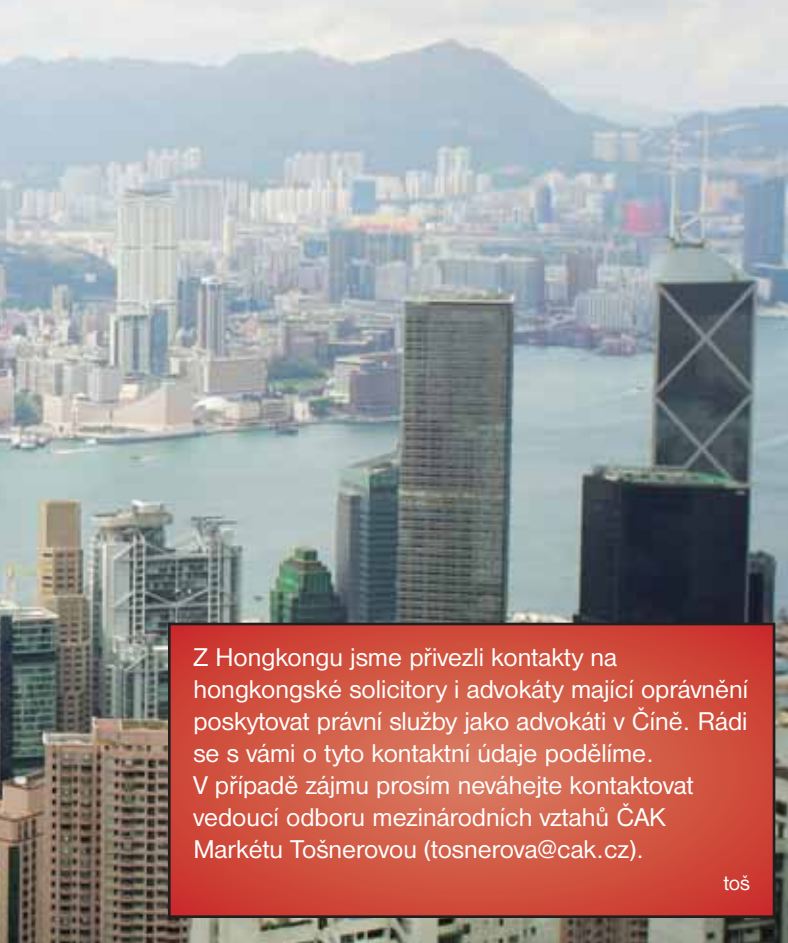 Z Hongkongu jsme přivezli kontakty na
hongkongské solicitory i advokáty mající oprávnění
poskytovat právní služby jako advokáti v Číně. Rádi
se s vámi o tyto kontaktní údaje podělíme.
V případě zájmu prosím neváhejte kontaktovat
vedoucí odboru mezinárodních vztahů ČAK
Markétu Tošnerovou (tosnerova@cak.cz).
toš